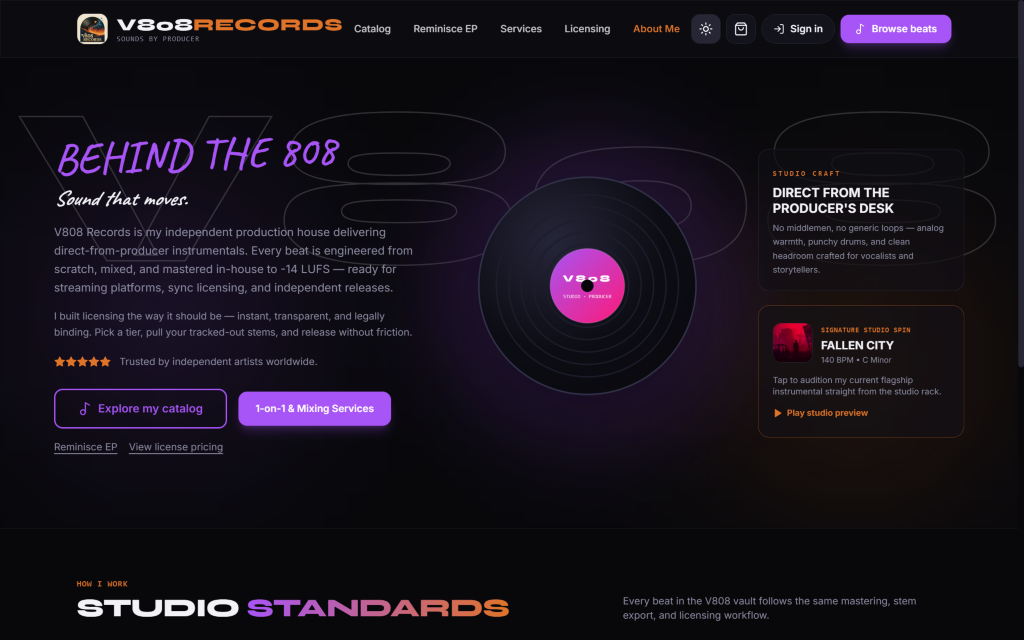 V808RECORDS
SOUNDS BY PRODUCER
Catalog
Reminisce EP
Services
Licensing
About Me
Sign in
Browse beats
V808
BEHIND THE 808
Sound that moves.
V808 Records is my independent production house delivering
direct-from-producer instrumentals. Every beat is engineered from
scratch, mixed, and mastered in-house to -14 LUFS — ready for
streaming platforms, sync licensing, and independent releases.
I built licensing the way it should be — instant, transparent, and legally
binding. Pick a tier, pull your tracked-out stems, and release without friction.
Trusted by independent artists worldwide.
Explore my catalog
1-on-1 & Mixing Services
Reminisce EP
View license pricing
V808
STUDIO • PRODUCER
STUDIO CRAFT
DIRECT FROM THE
PRODUCER'S DESK
No middlemen, no generic loops — analog
warmth, punchy drums, and clean
headroom crafted for vocalists and
storytellers.
SIGNATURE STUDIO SPIN
FALLEN CITY
140 BPM • C Minor
Tap to audition my current flagship
instrumental straight from the studio rack.
Play studio preview
HOW I WORK
STUDIO STANDARDS
Every beat in the V808 vault follows the same mastering, stem
export, and licensing workflow.